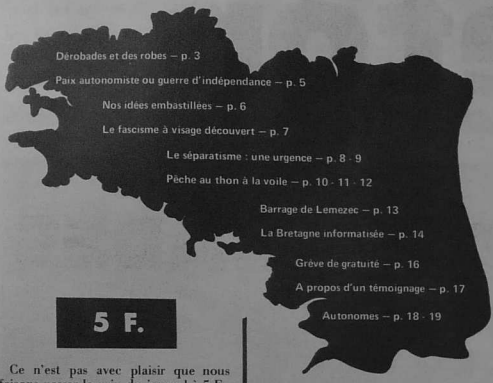 Dérobades et des robes – p. 3
Paix autonomiste ou guerre d'indépendance – p. 5
Nos idées embastillées – p. 6
Le fascisme à visage découvert – p. 7
Le séparatisme : une urgence – p. 8 - 9
Pêche au thon à la voile – p. 10 - 11 - 12
Barrage de Lemezec – p. 13
La Bretagne informatisée – p. 14
Grève de gratuité – p. 16
A propos d'un témoignage – p. 17
Autonomes – p. 18 - 19
5 F.
Ce n'est pas avec plaisir que nous